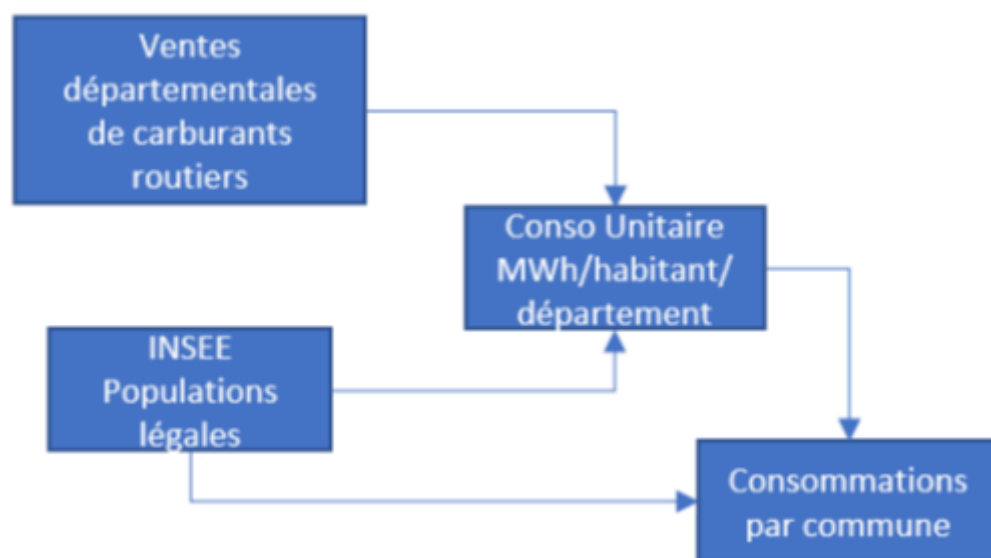 Ventes
départementales
de carburants
routiers
Conso Unitaire
MWh/habitant/
département
INSEE
Populations
légales
Consommations
par commune